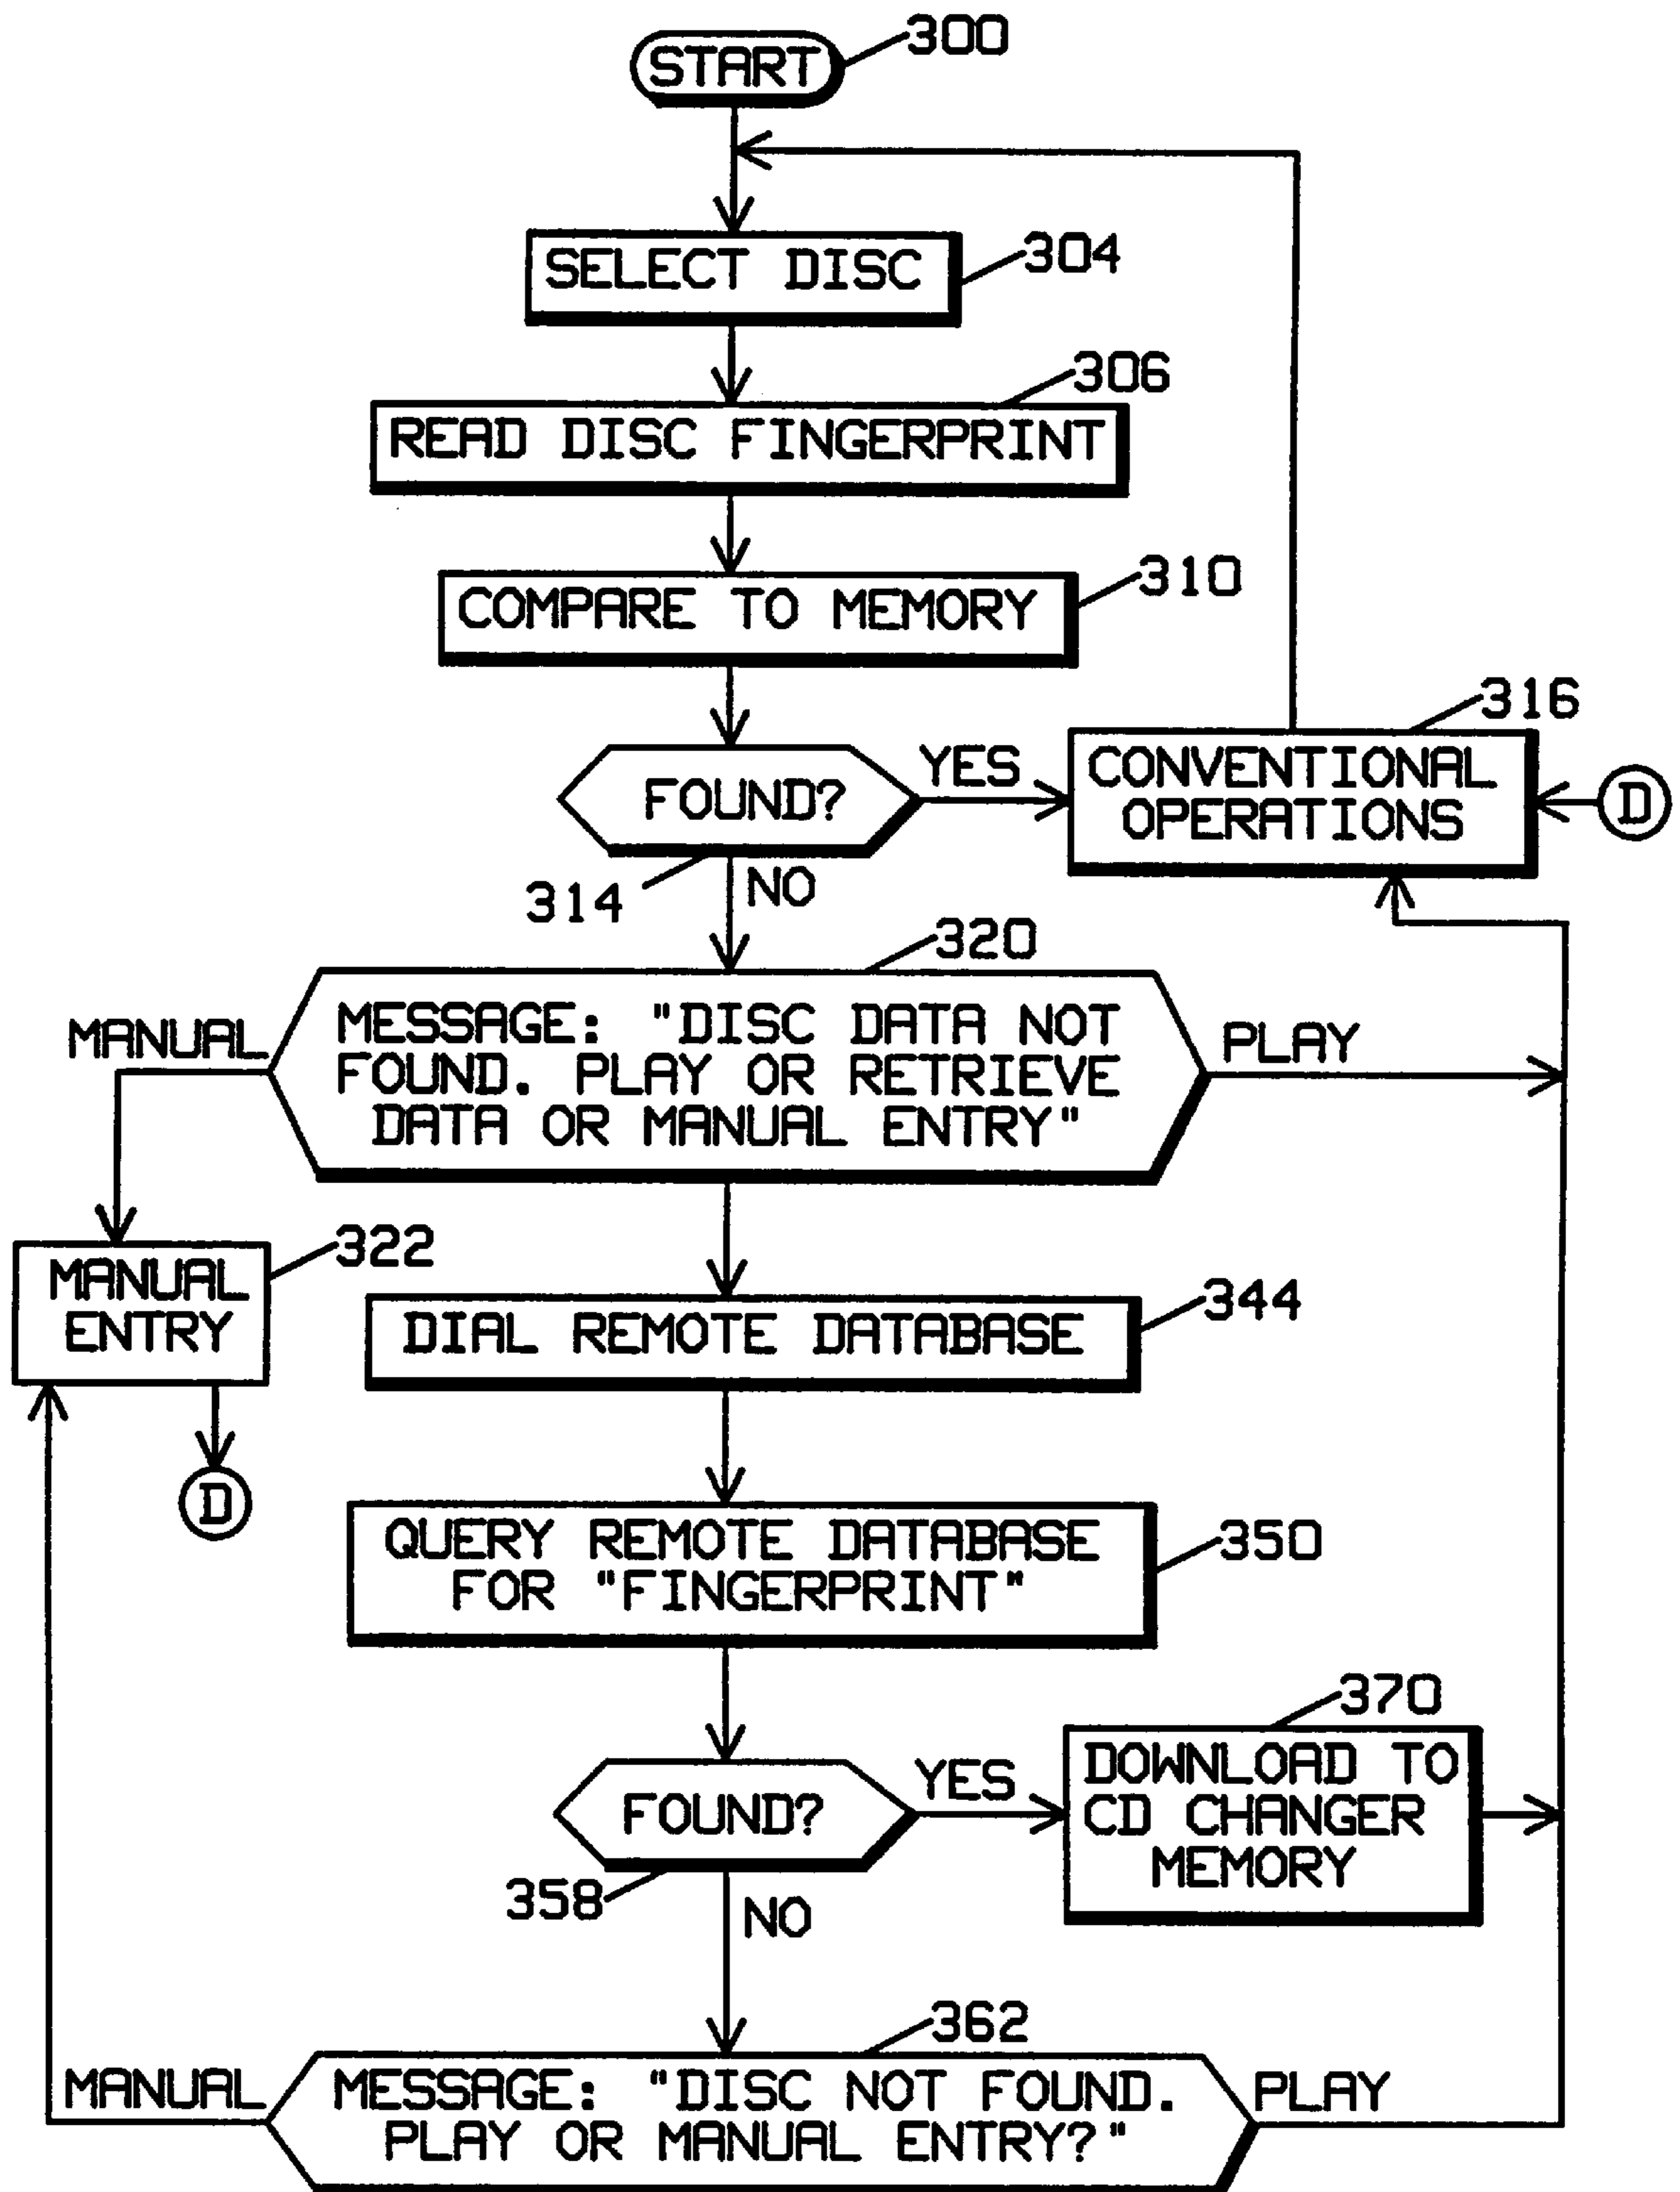 START
300
SELECT DISC
304
306
READ DISC FINGERPRINT
310
COMPARE TO MEMORY
316
FOUND?
YES
CONVENTIONAL
OPERATIONS
D
314
NO
320
MANUAL
MESSAGE: "DISC DATA NOT
FOUND. PLAY OR RETRIEVE
DATA OR MANUAL ENTRY"
PLAY
322
MANUAL
ENTRY
344
DIAL REMOTE DATABASE
D
QUERY REMOTE DATABASE
FOR "FINGERPRINT"
350
370
FOUND?
YES
DOWNLOAD TO
CD CHANGER
MEMORY
358
NO
362
MANUAL
MESSAGE: "DISC NOT FOUND.
PLAY OR MANUAL ENTRY?"
PLAY